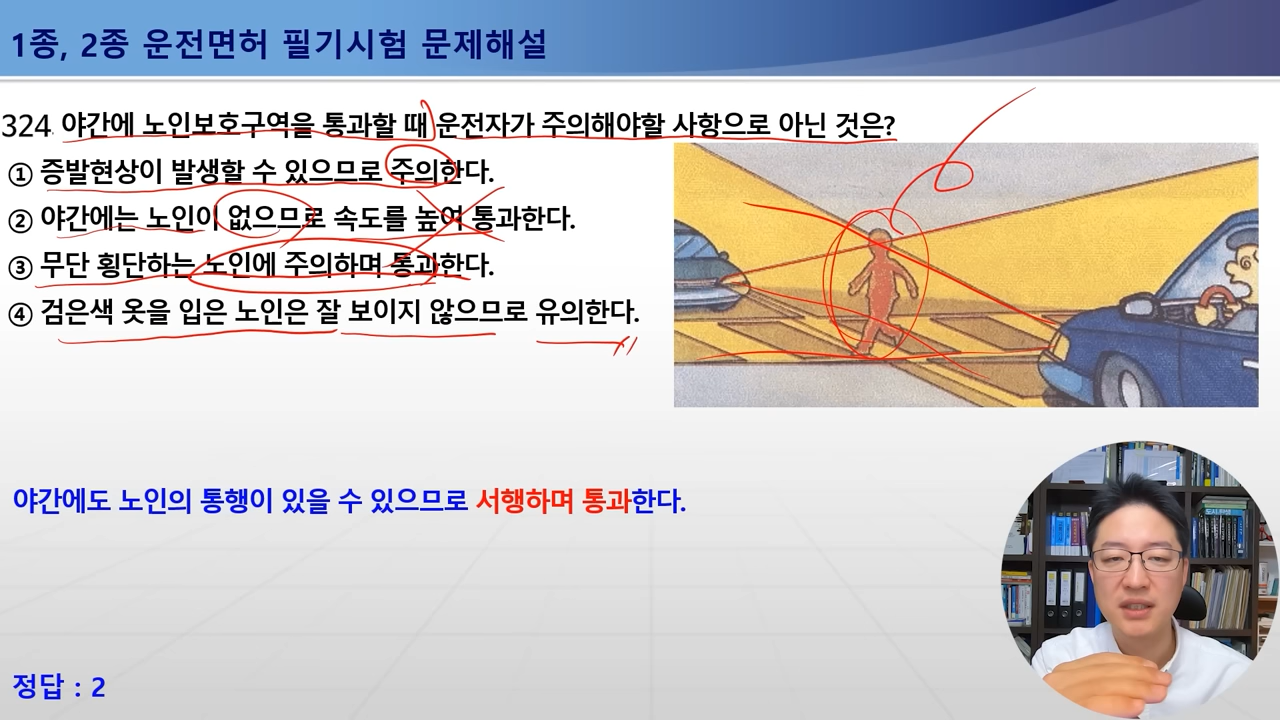 1종, 2종 운전면허 필기시험 문제해설
324. 야간에 노인보호구역을 통과할 때 운전자가 주의해야할 사항으로 아닌 것은?
① 증발현상이 발생할 수 있으므로 주의한다.
② 야간에는 노인이 없으므로 속도를 높여 통과한다.
③ 무단 횡단하는 노인에 주의하며 통과한다.
④ 검은색 옷을 입은 노인은 잘 보이지 않으므로 유의한다.
야간에도 노인의 통행이 있을 수 있으므로 서행하며 통과한다.
정답 : 2